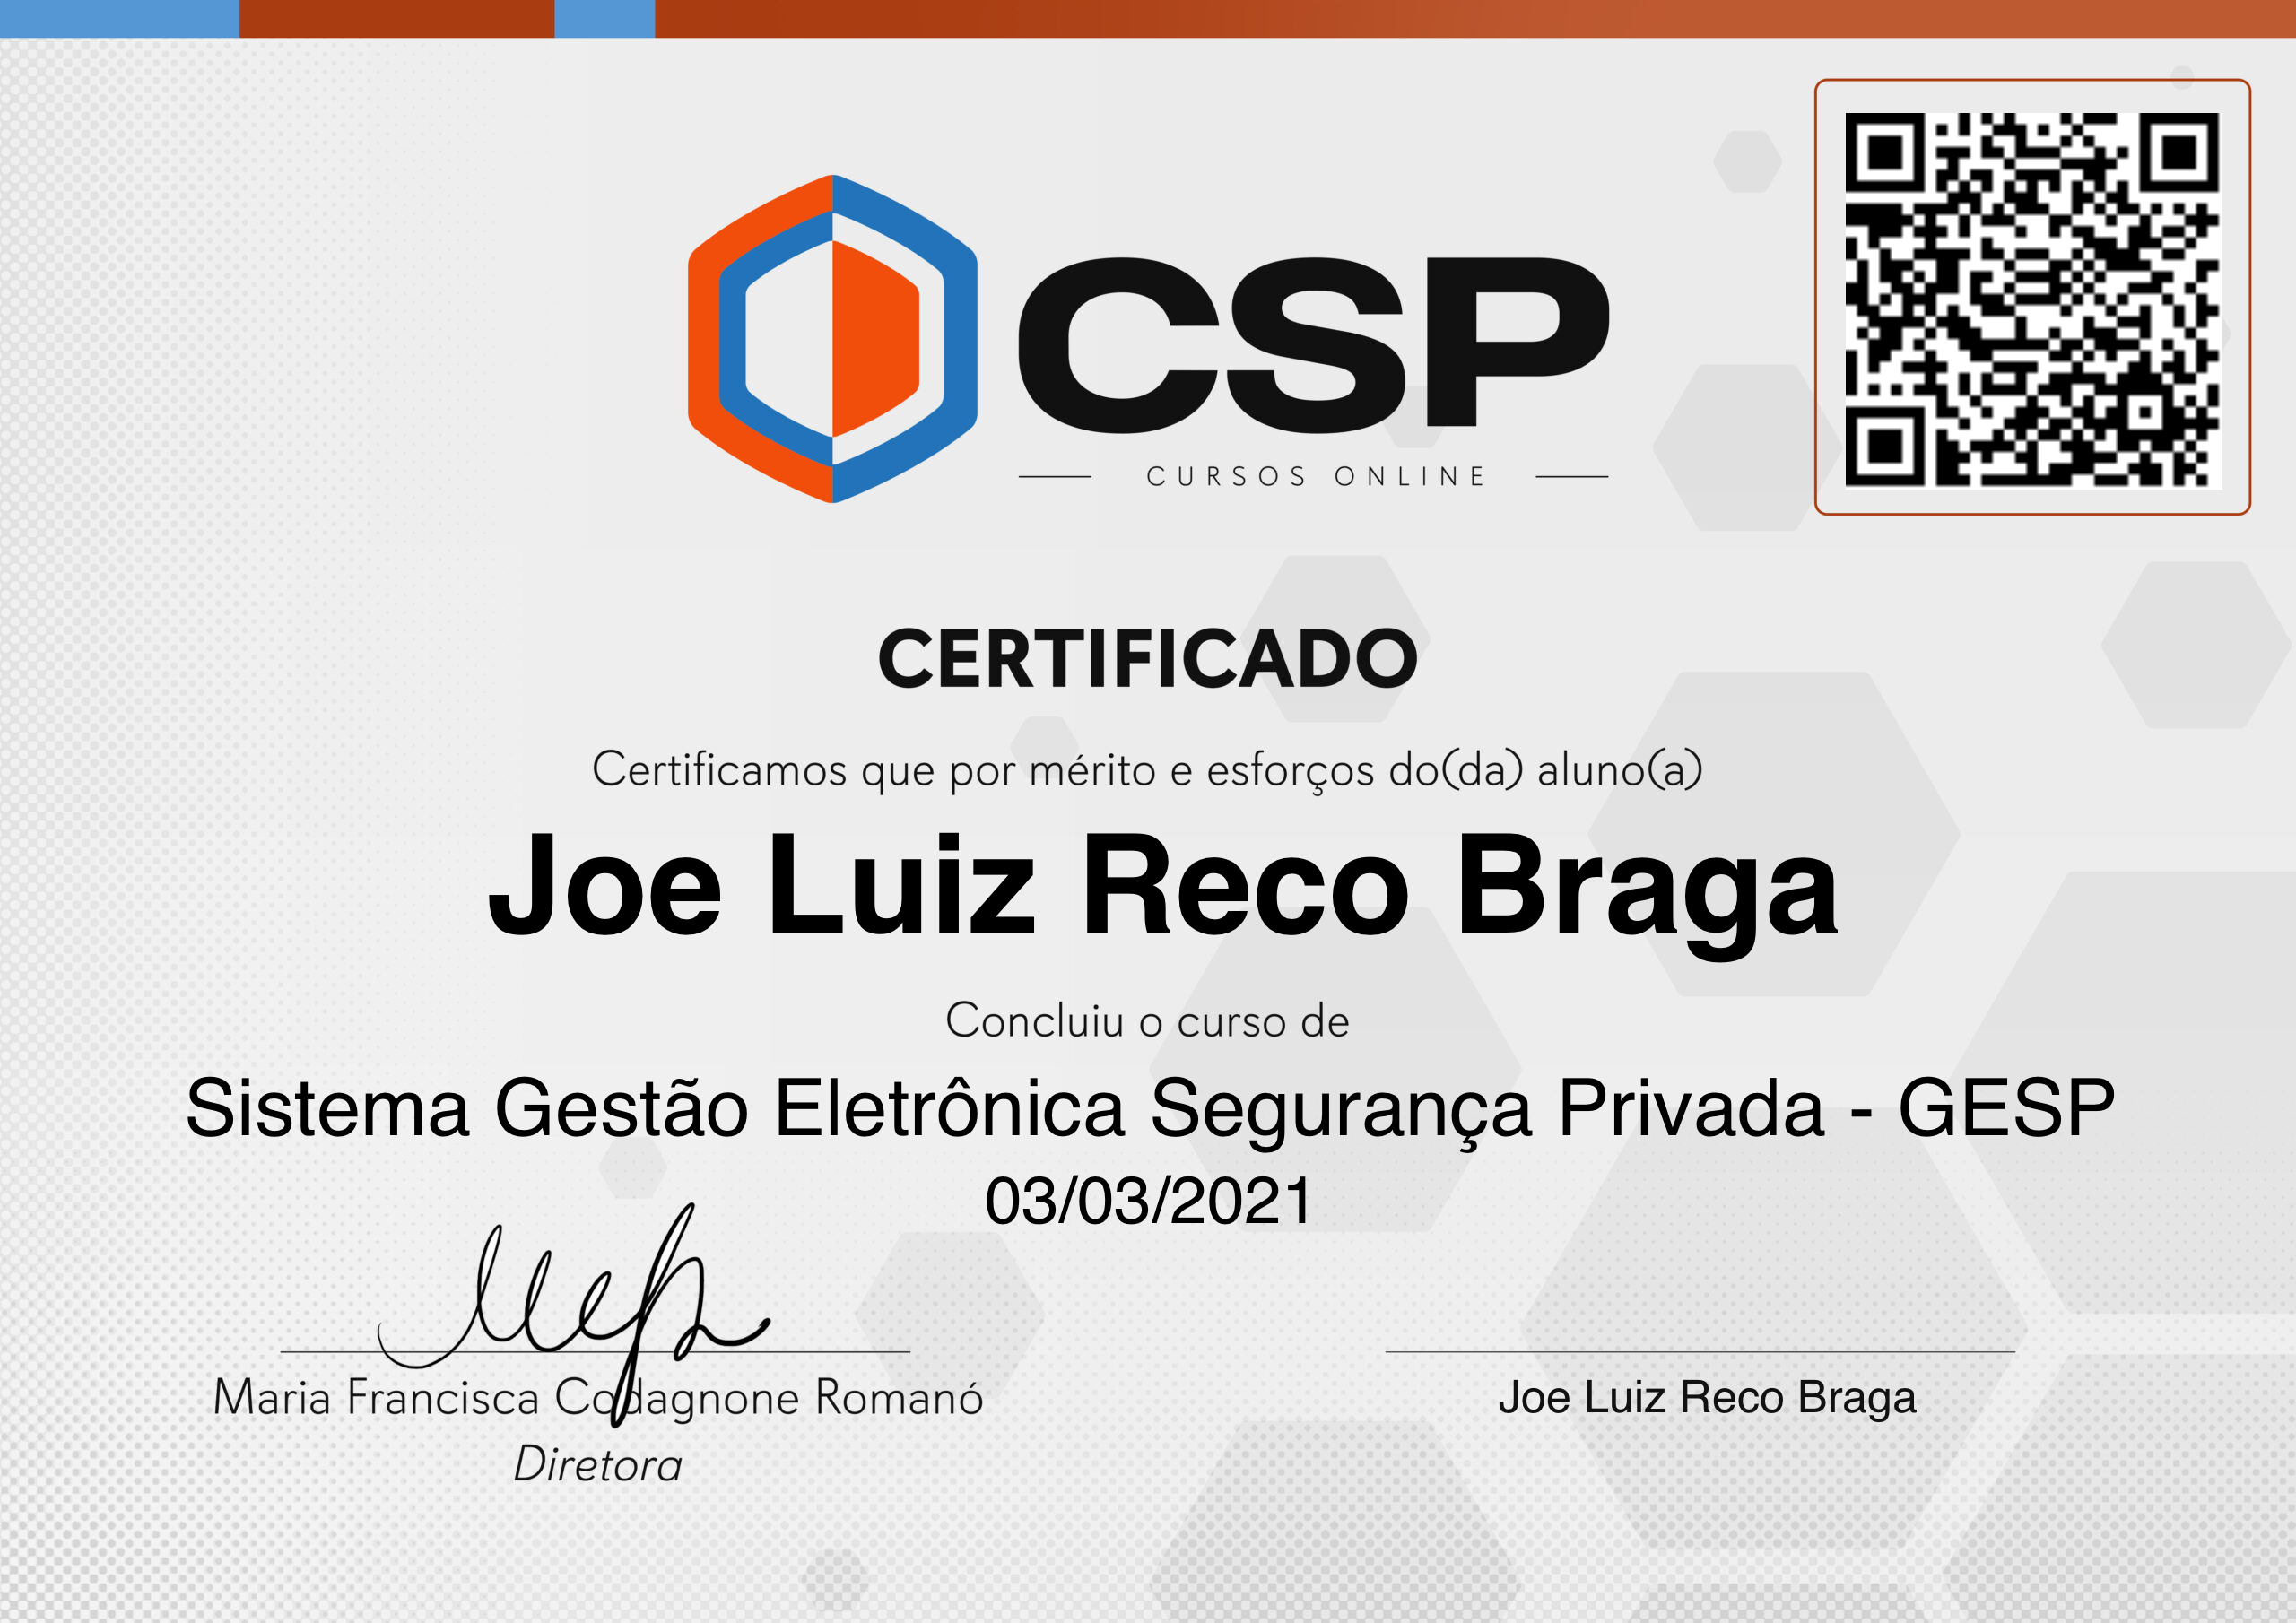 CSP
CURSOS ONLINE
CERTIFICADO
Certificamos que por mérito e esforços do(da) aluno(a)
Joe Luiz Reco Braga
Concluiu o curso de
Sistema Gestão Eletrônica Segurança Privada - GESP
03/03/2021
Maria Francisca Codagnone Romanó
Diretora
Joe Luiz Reco Braga